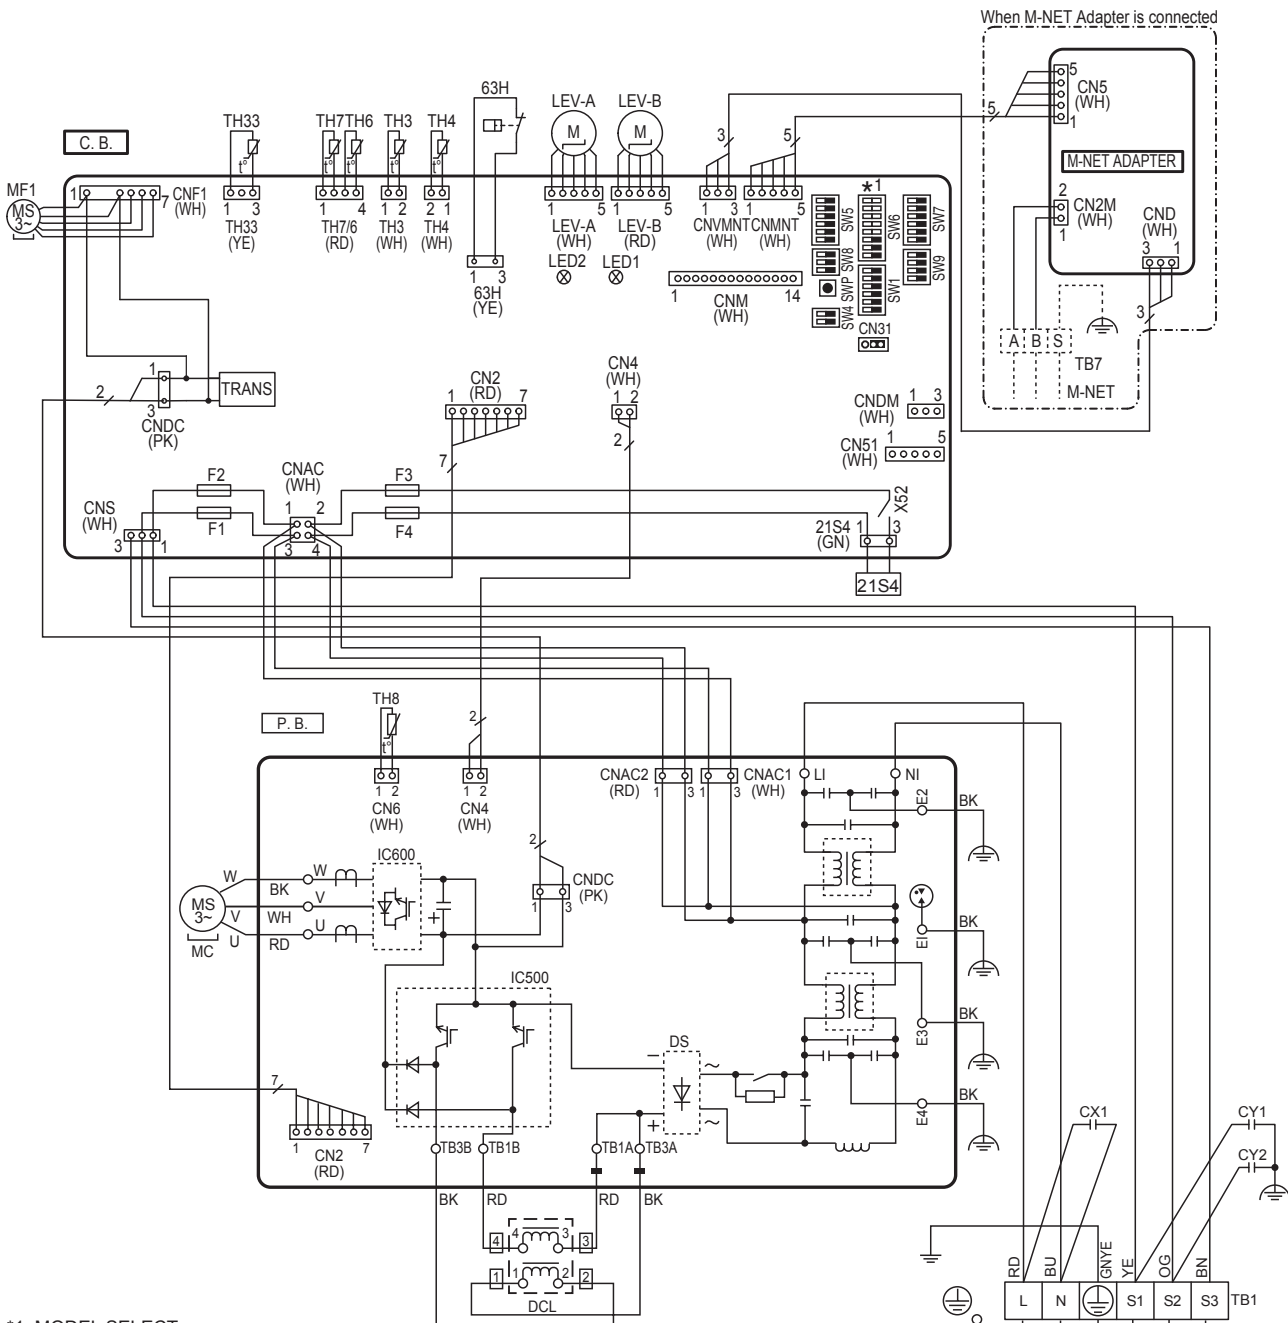 When M-NET Adapter is connected
5
CN5
(WH)
1
5
M-NET ADAPTER
2
CN2M
(WH)
1
CND
(WH)
3 1
3
A B S
TB7
M-NET
C. B.
63H
LEV-A LEV-B
M M
TH33 TH7 TH6 TH3 TH4
t° t° t° t° t°
3 5
MF1
MS
3~
1 7
CNF1
(WH)
1 3
TH33
(YE)
1 4
TH7/6
(RD)
1 2
TH3
(WH)
2 1
TH4
(WH)
1 3
63H
(YE)
1 5
LEV-A
(WH)
1 5
LEV-B
(RD)
LED2 LED1
1 3
CNVMNT
(WH)
1 5
CNMNT
(WH)
*1
SW5 SW6 SW7
SW8 SW9
SWP SW1
SW4
1 14
CNM
(WH)
CN31
1
3
2
CNDC
(PK)
TRANS
CN2
(RD)
1 7
7
CN4
(WH)
1 2
2
CNDM
(WH)
1 3
CN51
(WH)
1 5
F2
F1
CNAC
(WH)
1 2
3 4
F3
F4
CNS
(WH)
3 1
X52
21S4
(GN)
1 3
21S4
P. B.
TH8
t°
2
1 2
CN6
(WH)
1 2
CN4
(WH)
CNAC2
(RD)
1 3
1 3
CNAC1
(WH)
LI NI
E2 BK
IC600
2
CNDC
(PK)
1 3
MS
3~
MC
W BK W
V WH V
U RD U
+
E1 BK
IC500
E3 BK
DS
− ~
+ ~
E4 BK
7
1 7
CN2
(RD)
TB3B TB1B TB1A TB3A
BK RD RD BK
4 4 3 3
1 1 2 2
DCL
CX1
CY1
CY2
RD BU GNYE YE OG BN
L N S1 S2 S3 TB1
*1 MODEL SELECT